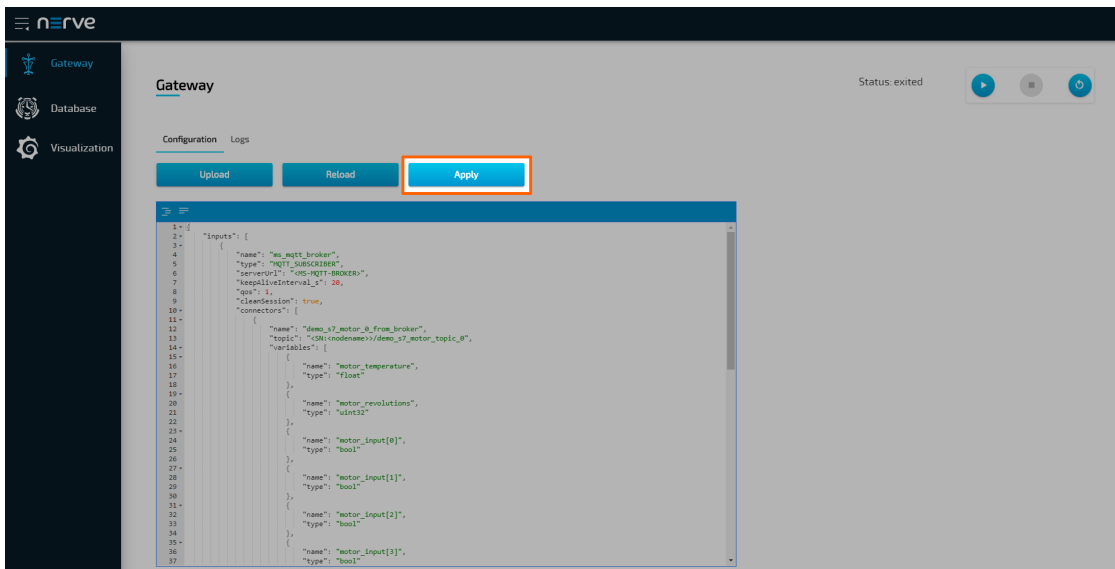 nerve
Gateway
Database
Visualization
Gateway
Status: exited
Configuration Logs
Upload Reload Apply
1 {
2 "inputs": [
3 {
4 "name": "ms_mqtt_broker",
5 "type": "MQTT_SUBSCRIBER",
6 "serverUrl": "<MS-MQTT-BROKER>",
7 "keepAliveInterval_s": 20,
8 "qos": 1,
9 "cleanSession": true,
10 "connectors": [
11 {
12 "name": "demo_s7_motor_0_from_broker",
13 "topic": "<SN:<nodename>>/demo_s7_motor_topic_0",
14 "variables": [
15 {
16 "name": "motor_temperature",
17 "type": "float"
18 },
19 {
20 "name": "motor_revolutions",
21 "type": "uint32"
22 },
23 {
24 "name": "motor_input[0]",
25 "type": "bool"
26 },
27 {
28 "name": "motor_input[1]",
29 "type": "bool"
30 },
31 {
32 "name": "motor_input[2]",
33 "type": "bool"
34 },
35 {
36 "name": "motor_input[3]",
37 "type": "bool"